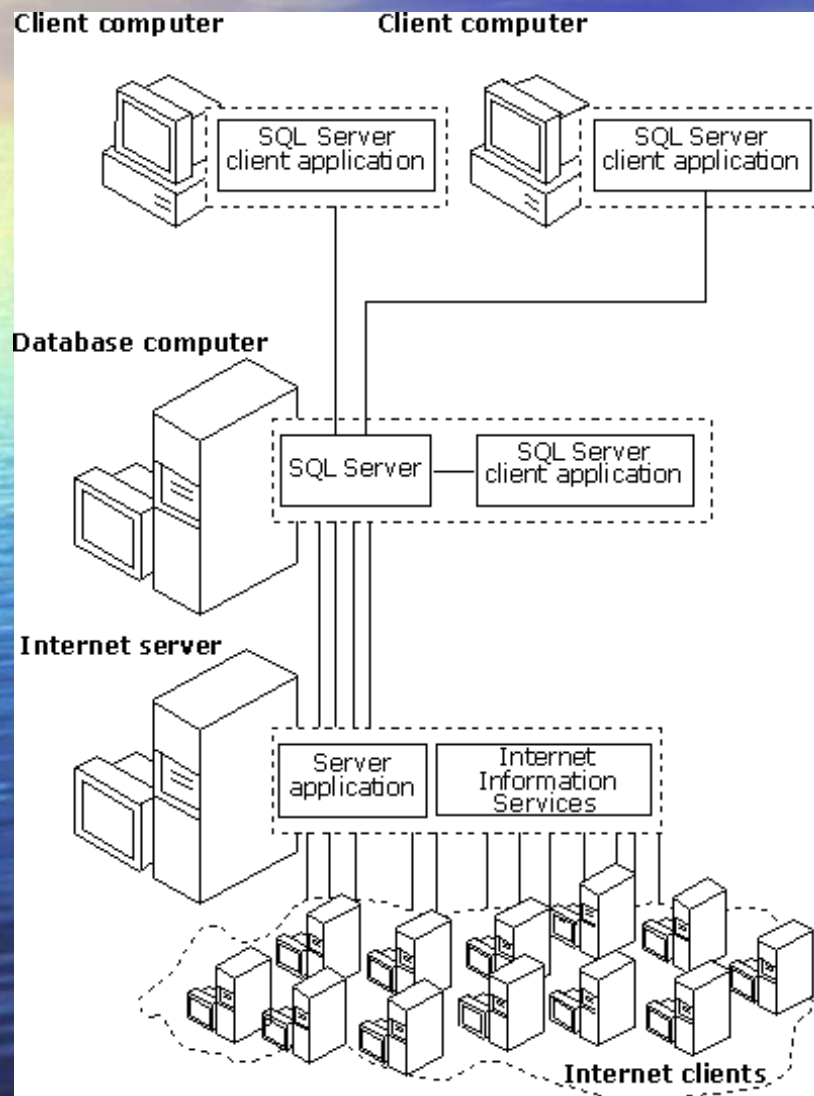 Client computer
Client computer
SQL Server
client application
SQL Server
client application
Database computer
SQL Server
SQL Server
client application
Internet server
Server
application
Internet
Information
Services
Internet clients